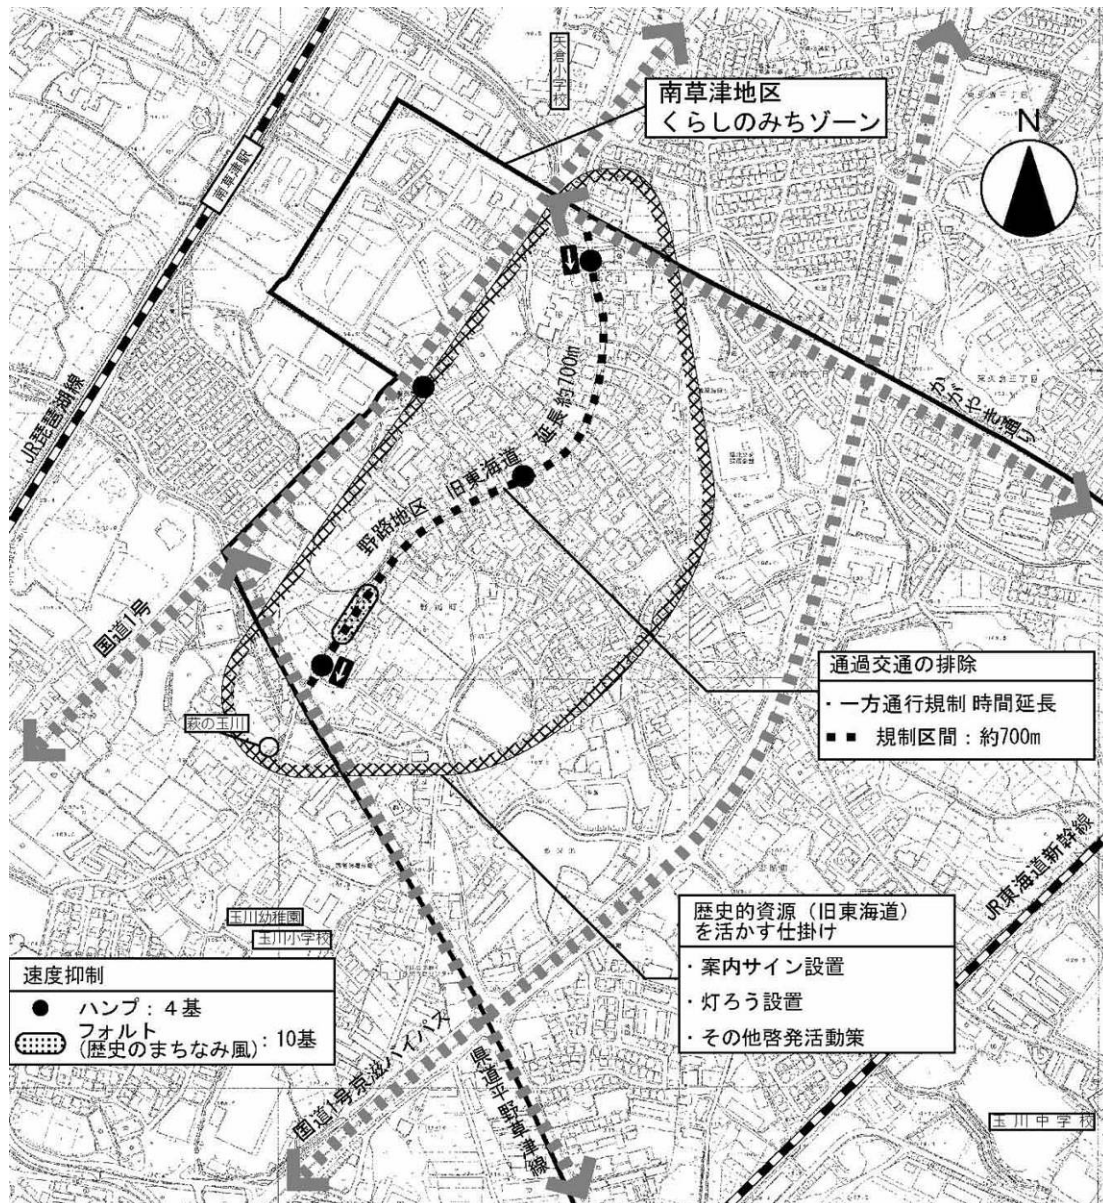 矢倉小学校
南草津地区
くらしのみちゾーン
N
南草津駅
JR琵琶湖線
延長約700m
かがやき通り
野路地区 旧東海道
国道1号
萩の玉川
通過交通の排除
・一方通行規制 時間延長
規制区間：約700m
JR東海道新幹線
歴史的資源（旧東海道）
を活かす仕掛け
・案内サイン設置
・灯ろう設置
・その他啓発活動策
玉川幼稚園
玉川小学校
速度抑制
ハンプ：４基
フォルト
(歴史のまちなみ風)：10基
国道1号京滋バイパス
県道平野草津線
玉川中学校